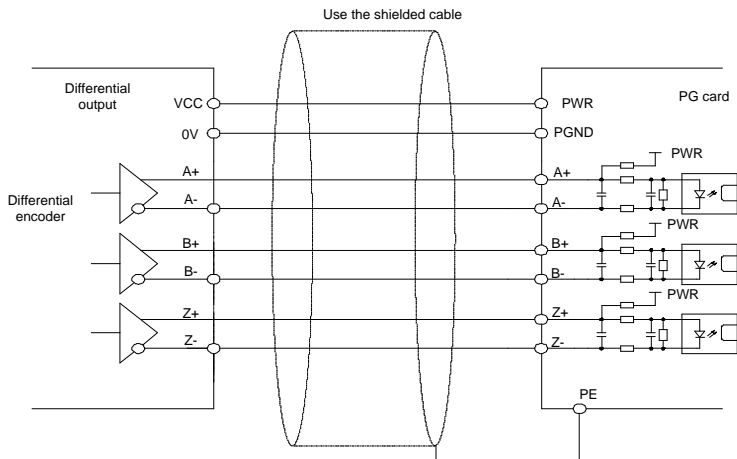 Use the shielded cable
Differential
output
PG card
VCC
PWR
0V
PGND
PWR
A+
A+
Differential
encoder
A-
A-
PWR
B+
B+
B-
B-
PWR
Z+
Z+
Z-
Z-
PE